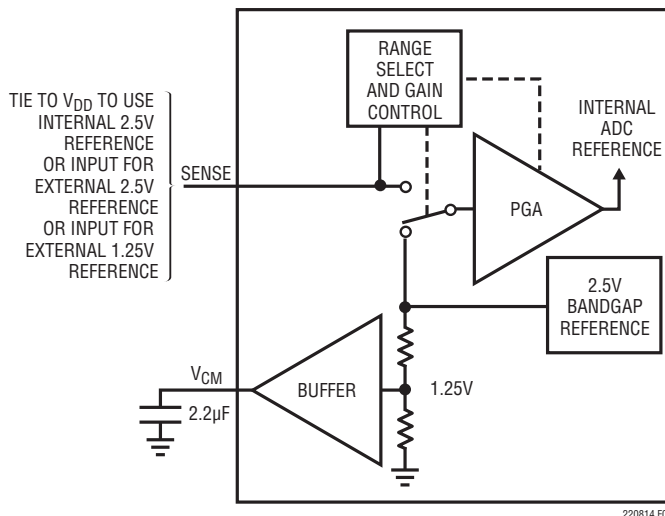 RANGE
SELECT
AND GAIN
CONTROL
TIE TO VDD TO USE
INTERNAL 2.5V
REFERENCE
OR INPUT FOR
EXTERNAL 2.5V
REFERENCE
OR INPUT FOR
EXTERNAL 1.25V
REFERENCE
SENSE
INTERNAL
ADC
REFERENCE
PGA
2.5V
BANDGAP
REFERENCE
VCM
BUFFER
1.25V
2.2µF